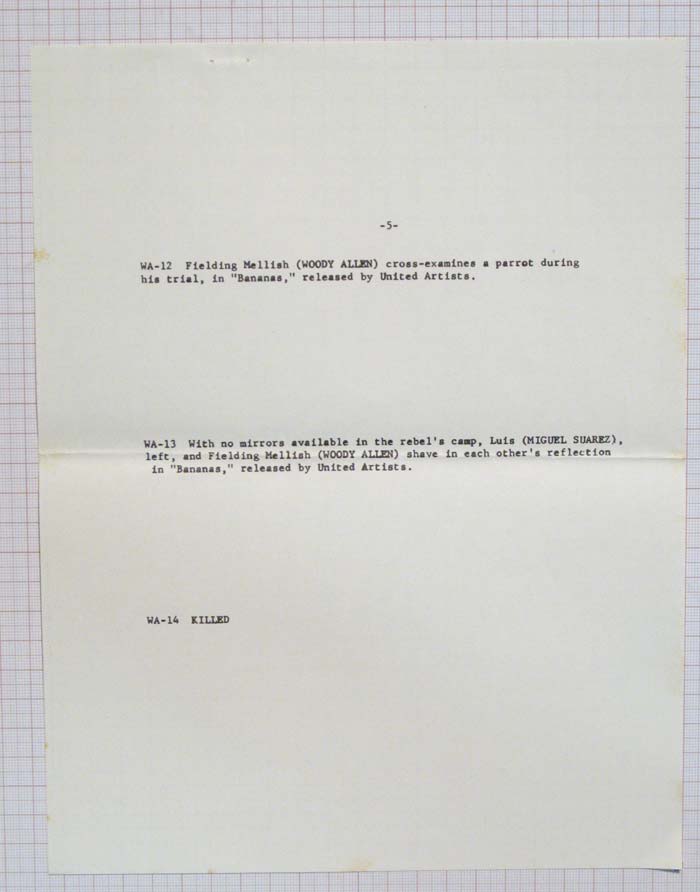 -5-
WA-12 Fielding Mellish (WOODY ALLEN) cross-examines a parrot during
his trial, in "Bananas," released by United Artists.
WA-13 With no mirrors available in the rebel's camp, Luis (MIGUEL SUAREZ),
left, and Fielding Mellish (WOODY ALLEN) shave in each other's reflection
in "Bananas," released by United Artists.
WA-14 KILLED